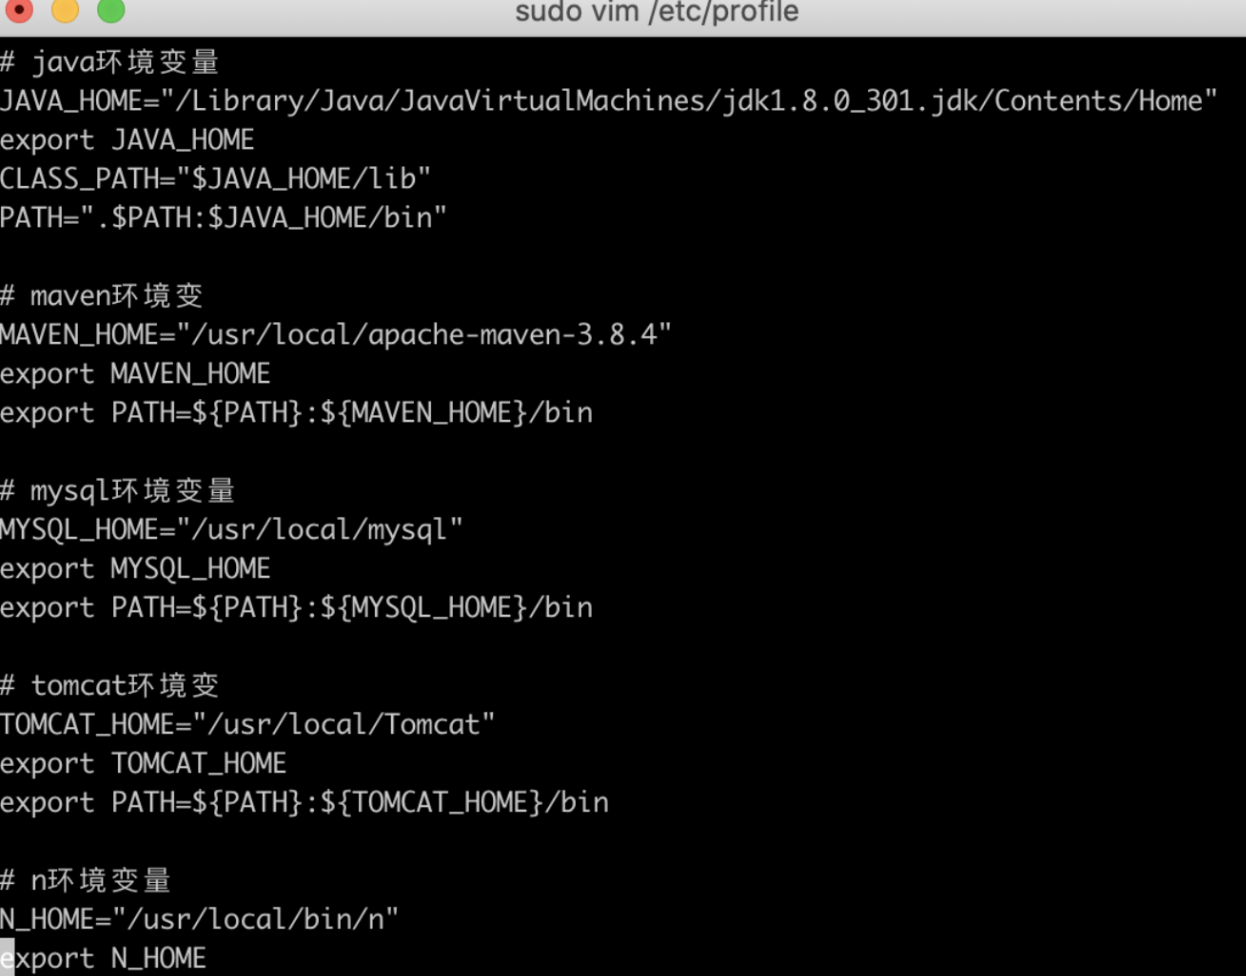 sudo vim /etc/profile
# java环境变量
JAVA_HOME="/Library/Java/JavaVirtualMachines/jdk1.8.0_301.jdk/Contents/Home"
export JAVA_HOME
CLASS_PATH="$JAVA_HOME/lib"
PATH=".$PATH:$JAVA_HOME/bin"
# maven环境变
MAVEN_HOME="/usr/local/apache-maven-3.8.4"
export MAVEN_HOME
export PATH=${PATH}:${MAVEN_HOME}/bin
# mysql环境变量
MYSQL_HOME="/usr/local/mysql"
export MYSQL_HOME
export PATH=${PATH}:${MYSQL_HOME}/bin
# tomcat环境变
TOMCAT_HOME="/usr/local/Tomcat"
export TOMCAT_HOME
export PATH=${PATH}:${TOMCAT_HOME}/bin
# n环境变量
N_HOME="/usr/local/bin/n"
export N_HOME